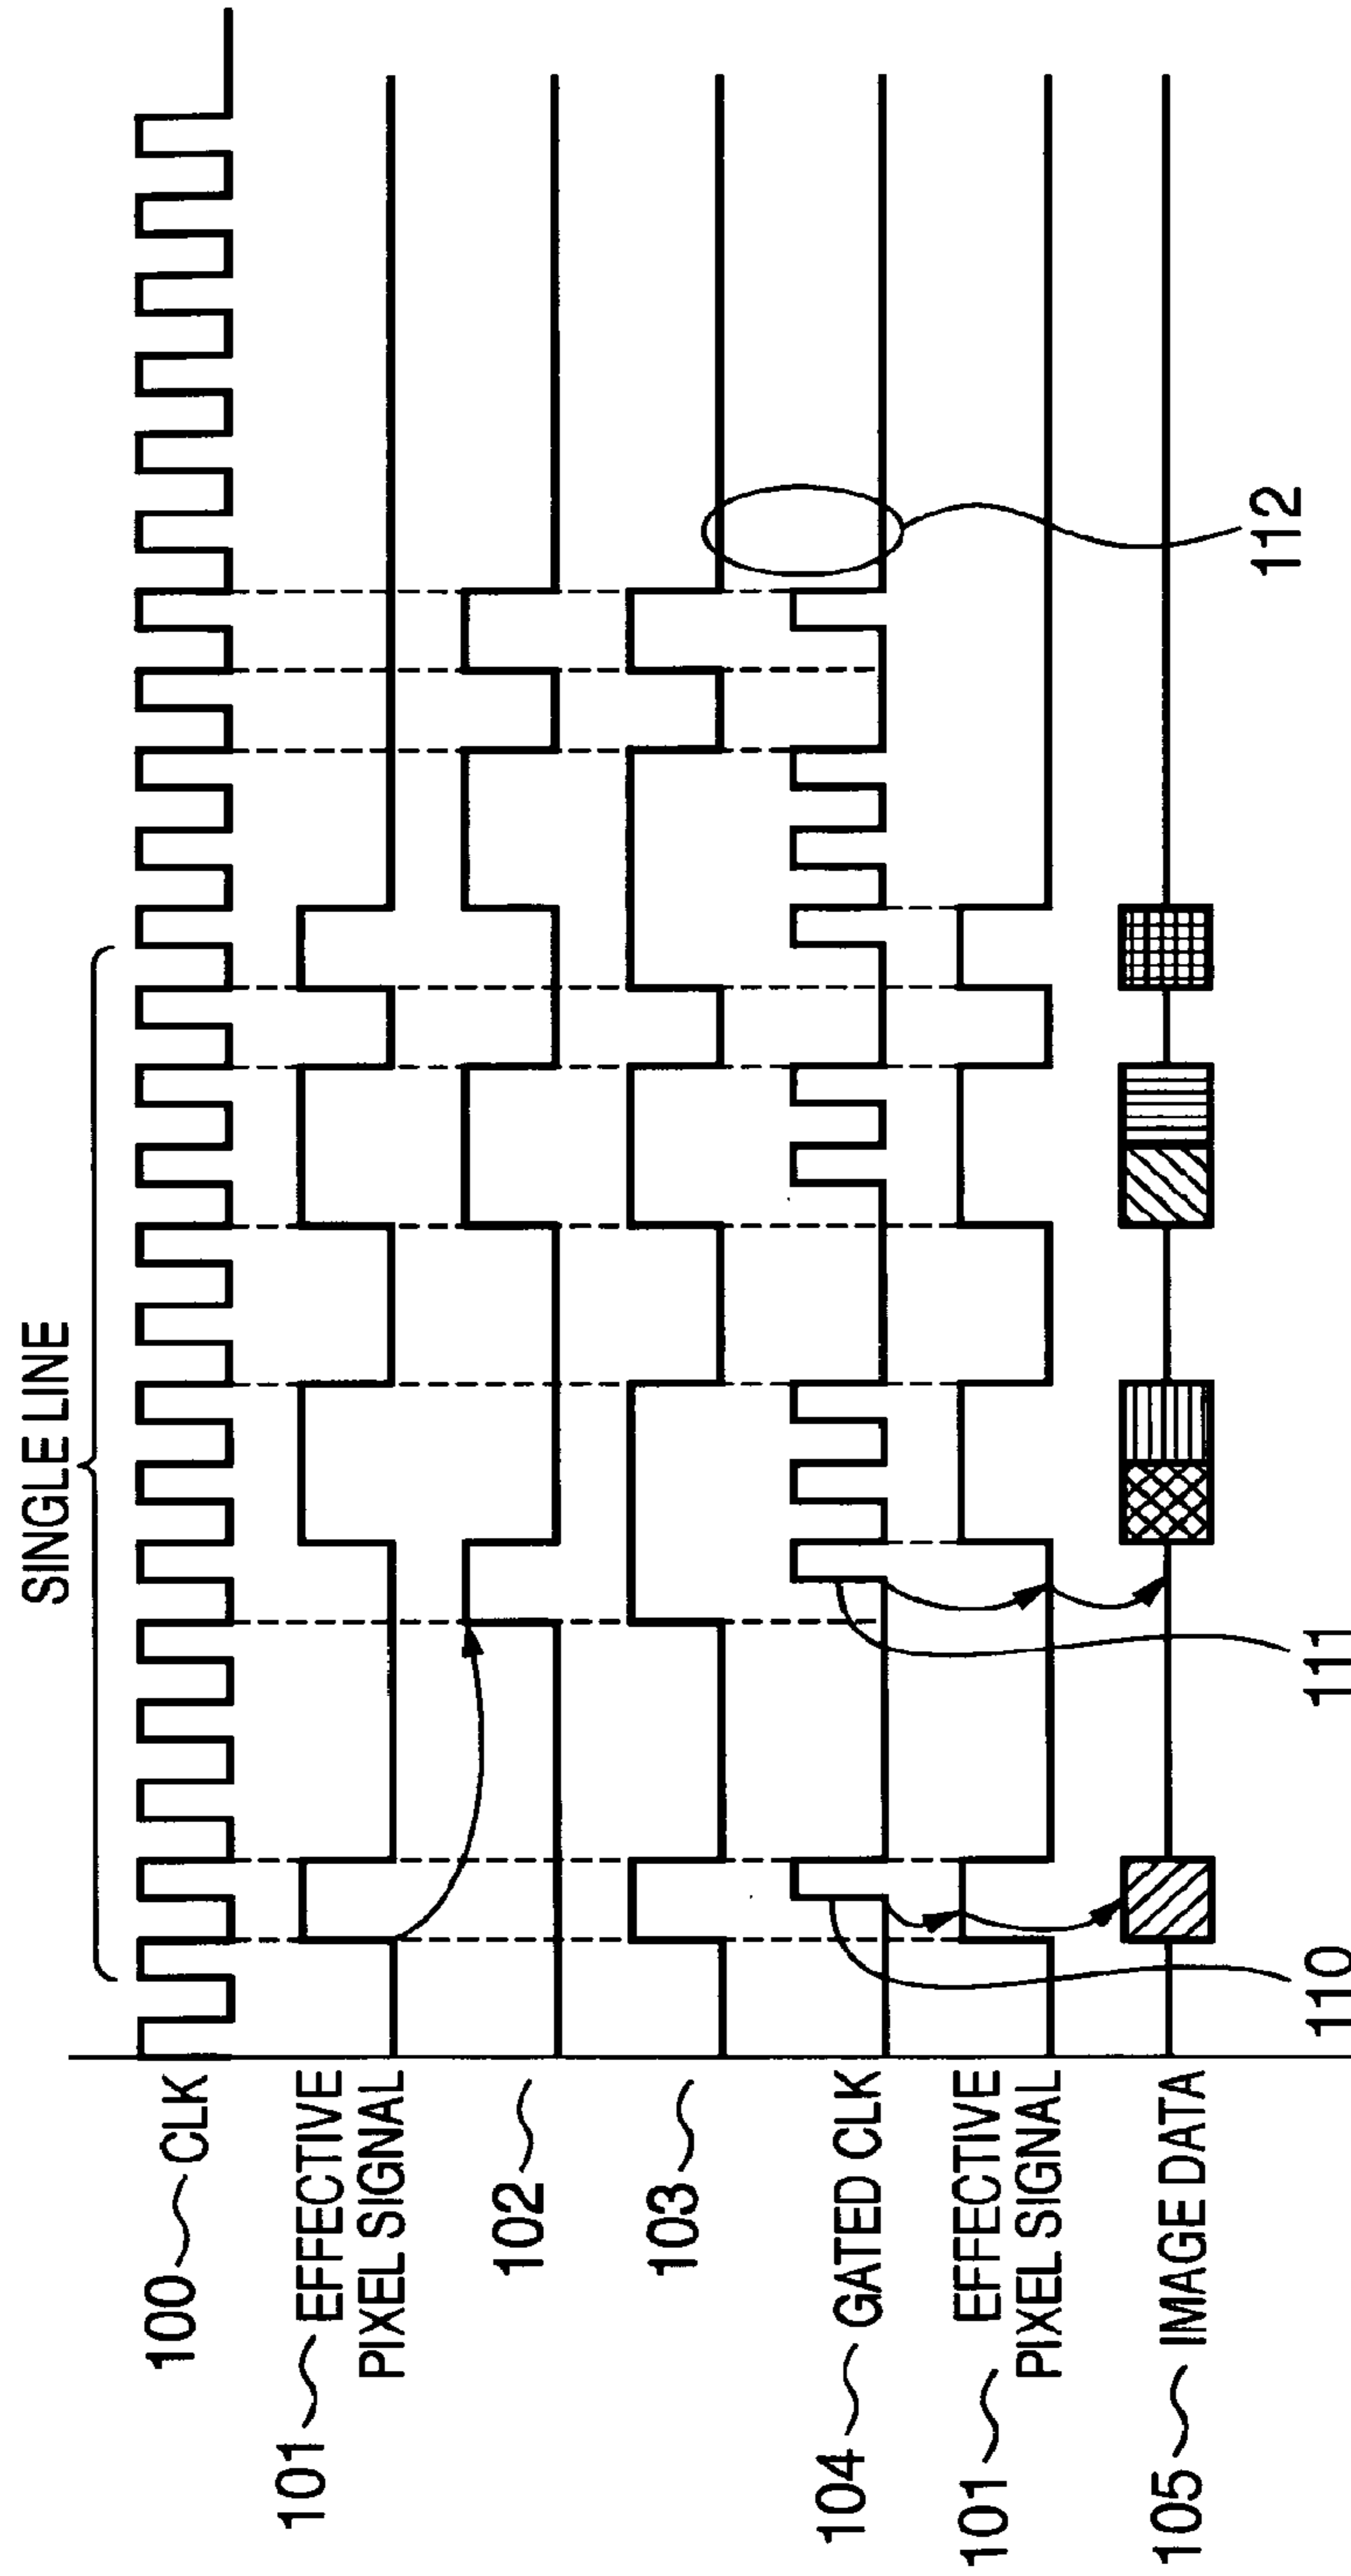 SINGLE LINE
100 CLK
101 EFFECTIVE
PIXEL SIGNAL
102
103
104 GATED CLK
101 EFFECTIVE
PIXEL SIGNAL
105 IMAGE DATA
110
111
112